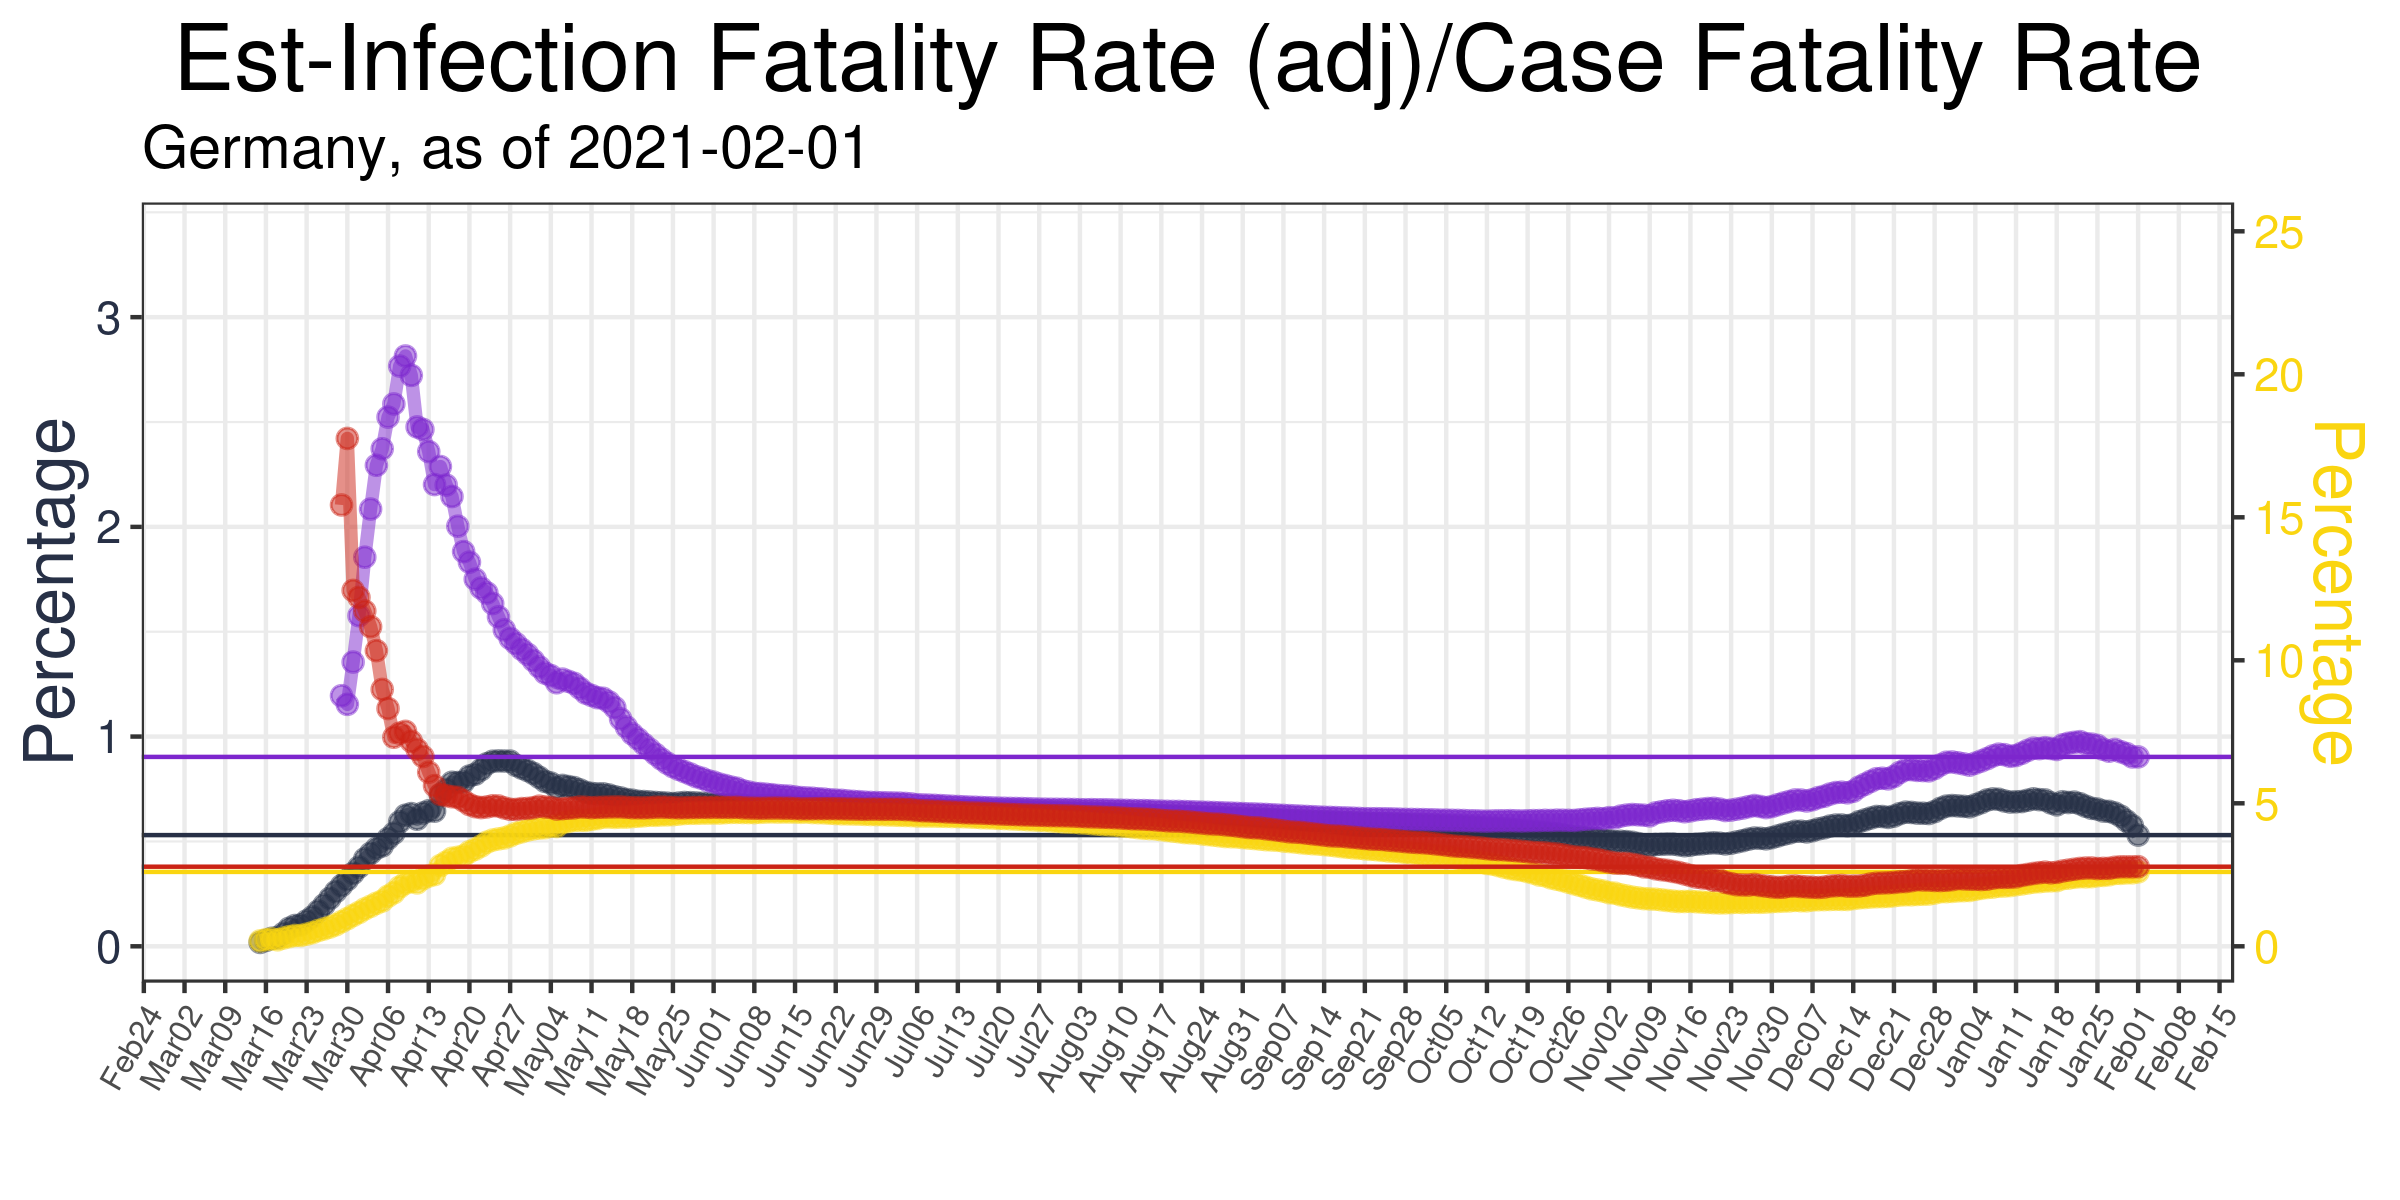 Est-Infection Fatality Rate (adj)/Case Fatality Rate
Germany, as of 2021-02-01
Percentage
3
2
1
0
25
20
15
10
5
0
Percentage
Feb24
Mar02
Mar09
Mar16
Mar23
Mar30
Apr06
Apr13
Apr20
Apr27
May04
May11
May18
May25
Jun01
Jun08
Jun15
Jun22
Jun29
Jul06
Jul13
Jul20
Jul27
Aug03
Aug10
Aug17
Aug24
Aug31
Sep07
Sep14
Sep21
Sep28
Oct05
Oct12
Oct19
Oct26
Nov02
Nov09
Nov16
Nov23
Nov30
Dec07
Dec14
Dec21
Dec28
Jan04
Jan11
Jan18
Jan25
Feb01
Feb08
Feb15